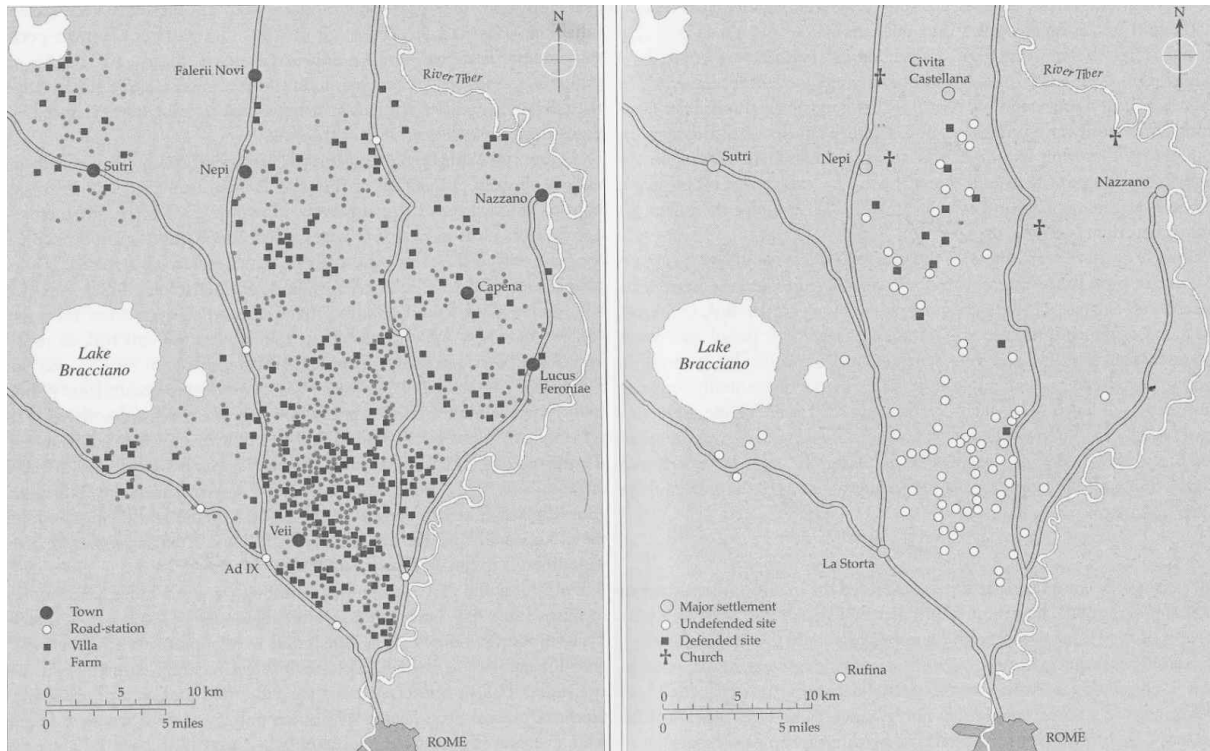 N
Falerii Novi
River Tiber
Sutri
Nepi
Nazzano
Capena
Lake
Bracciano
Lucus
Feroniae
Veii
Ad IX
Town
Road-station
Villa
Farm
0 5 10 km
0 5 miles
ROME
N
Civita
Castellana
River Tiber
Sutri
Nepi
Nazzano
Lake
Bracciano
La Storta
Major settlement
Undefended site
Defended site
Church
Rufina
0 5 10 km
0 5 miles
ROME